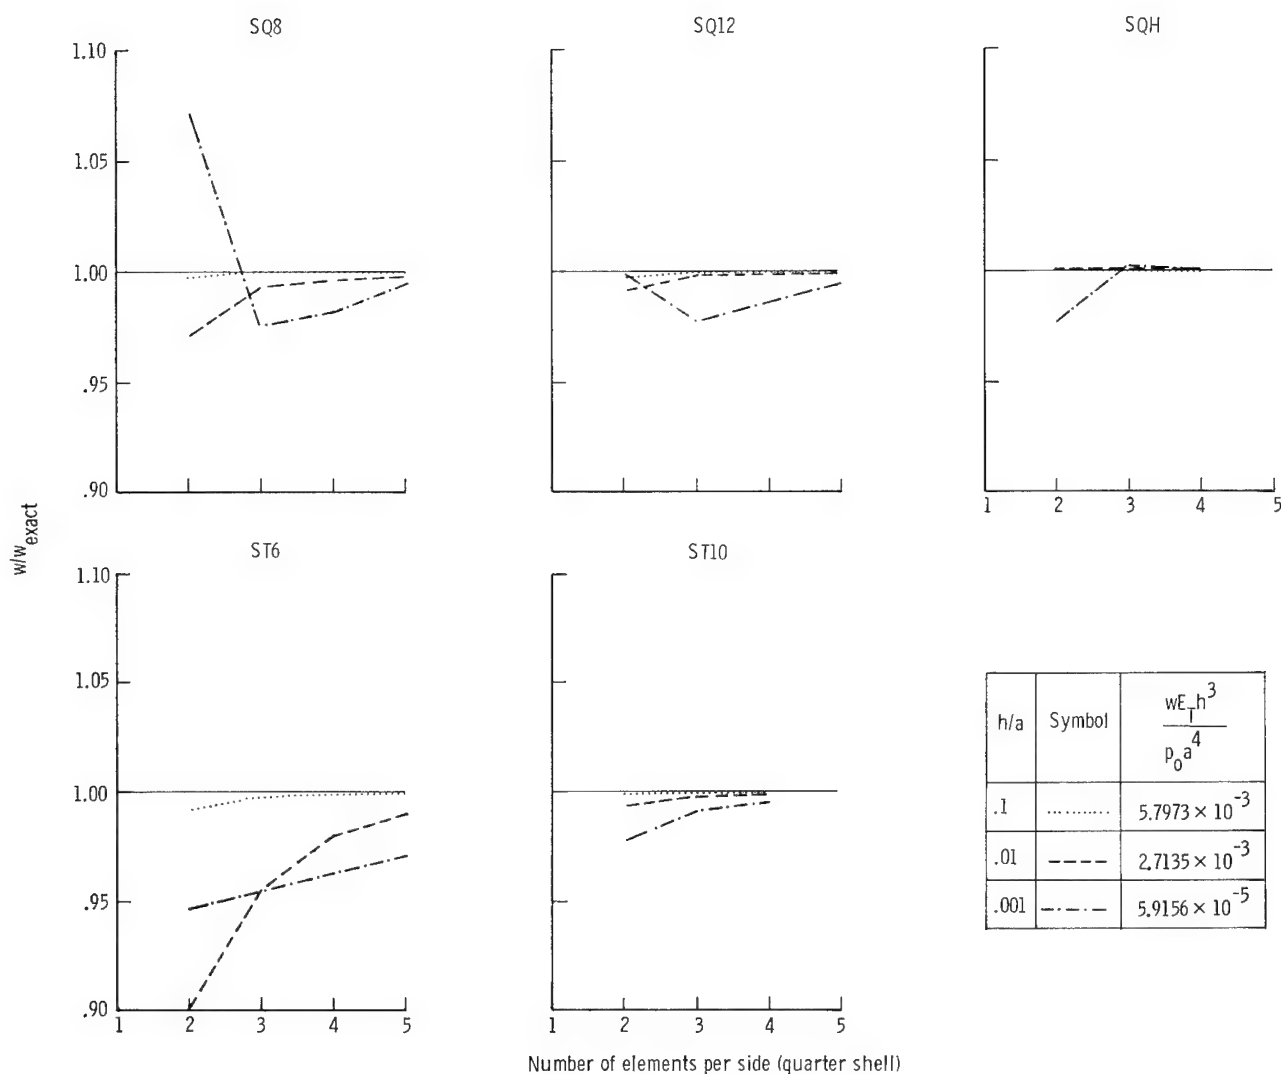 SQ8
SQ12
SQH
1.10
1.05
1.00
.95
.90
1 2 3 4 5
w/w_exact
ST6
ST10
1.10
1.05
1.00
.95
.90
1 2 3 4 5
1 2 3 4 5
Number of elements per side (quarter shell)
h/a Symbol wE_Th^3 / p_oa^4
.1 5.7973 × 10^-3
.01 2.7135 × 10^-3
.001 5.9156 × 10^-5